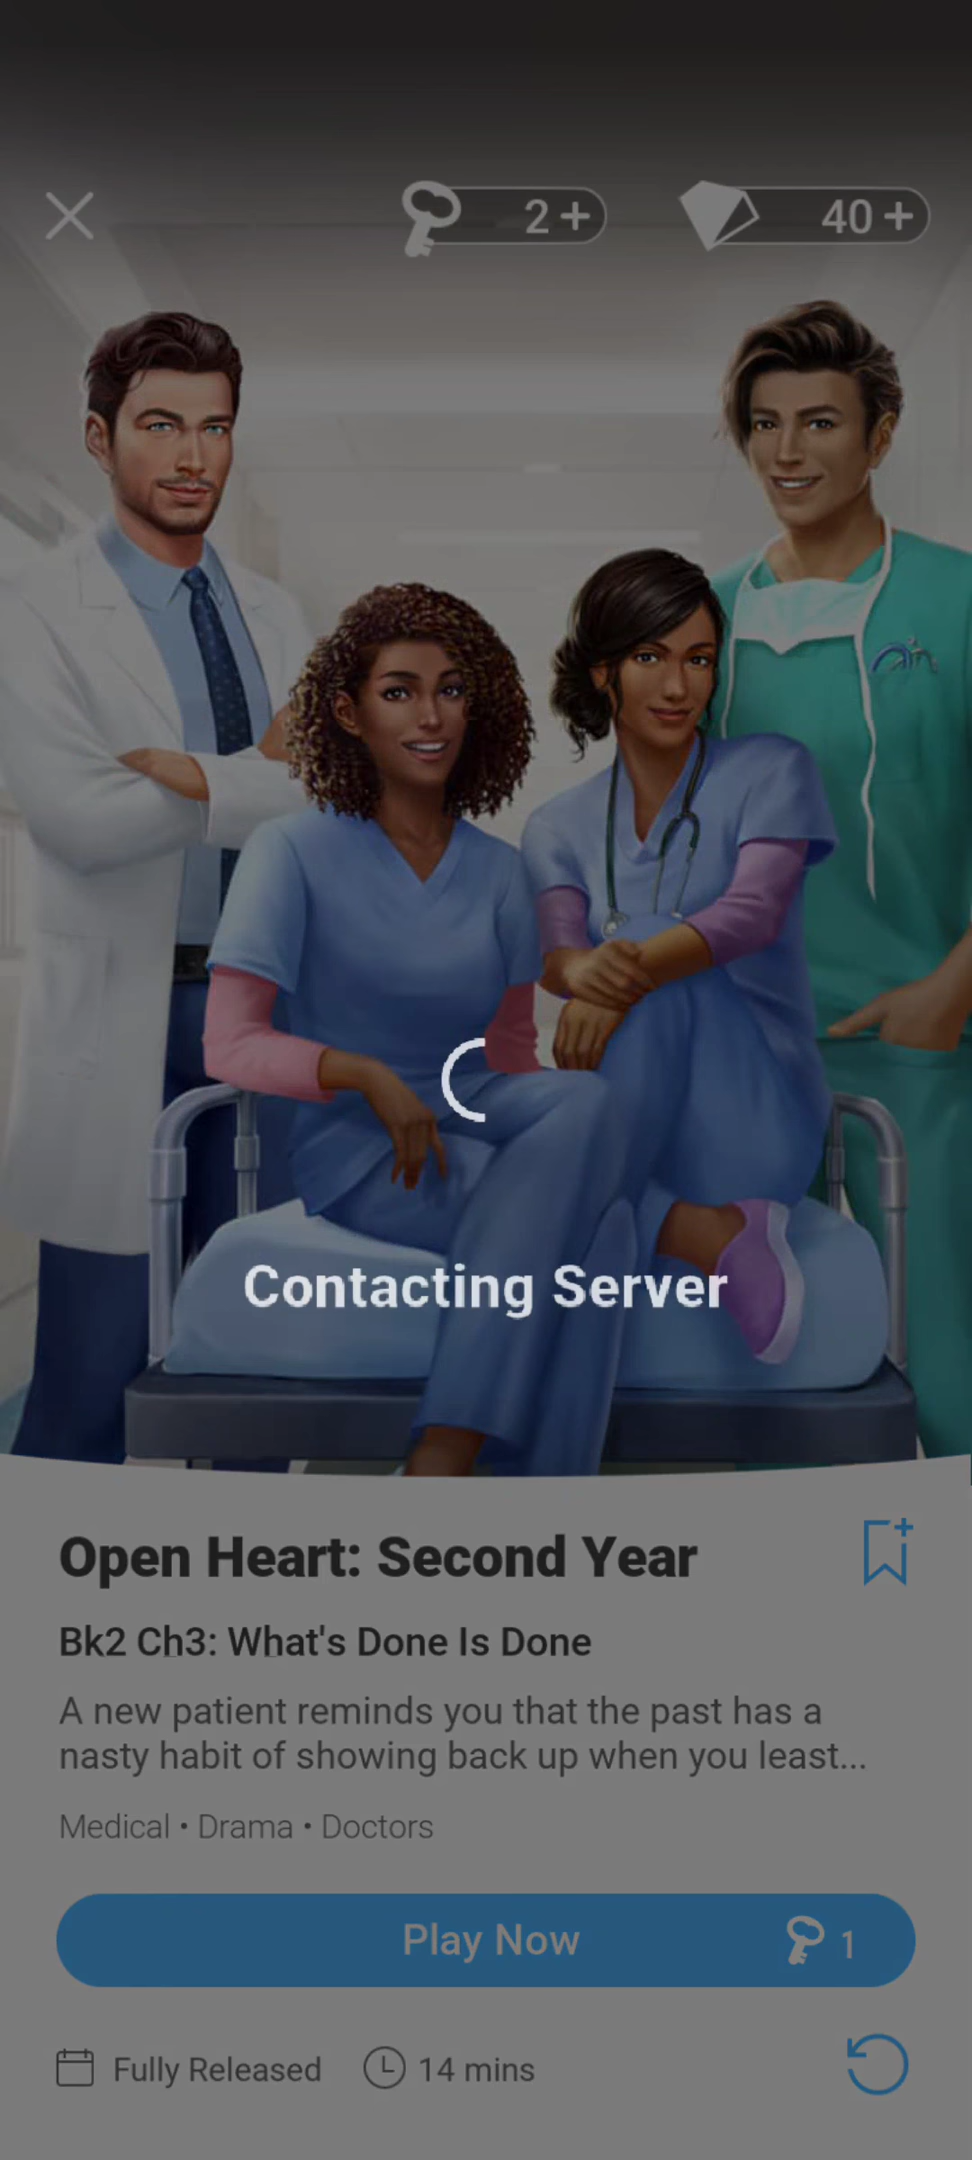 2 +
40 +
Contacting Server
Open Heart: Second Year
Bk2 Ch3: What's Done Is Done
A new patient reminds you that the past has a
nasty habit of showing back up when you least...
Medical • Drama • Doctors
Play Now 1
Fully Released 14 mins